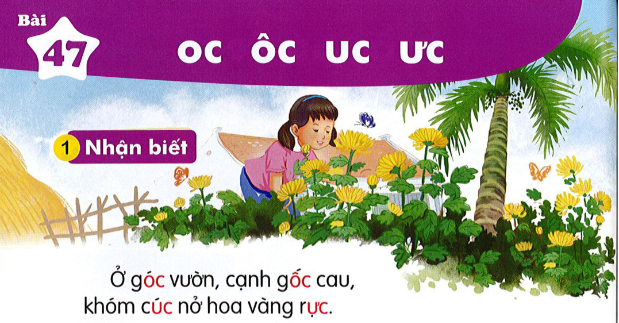 Bài
47
oc ôc uc ưc
1 Nhận biết
Ở góc vườn, cạnh gốc cau,
khóm cúc nở hoa vàng rực.